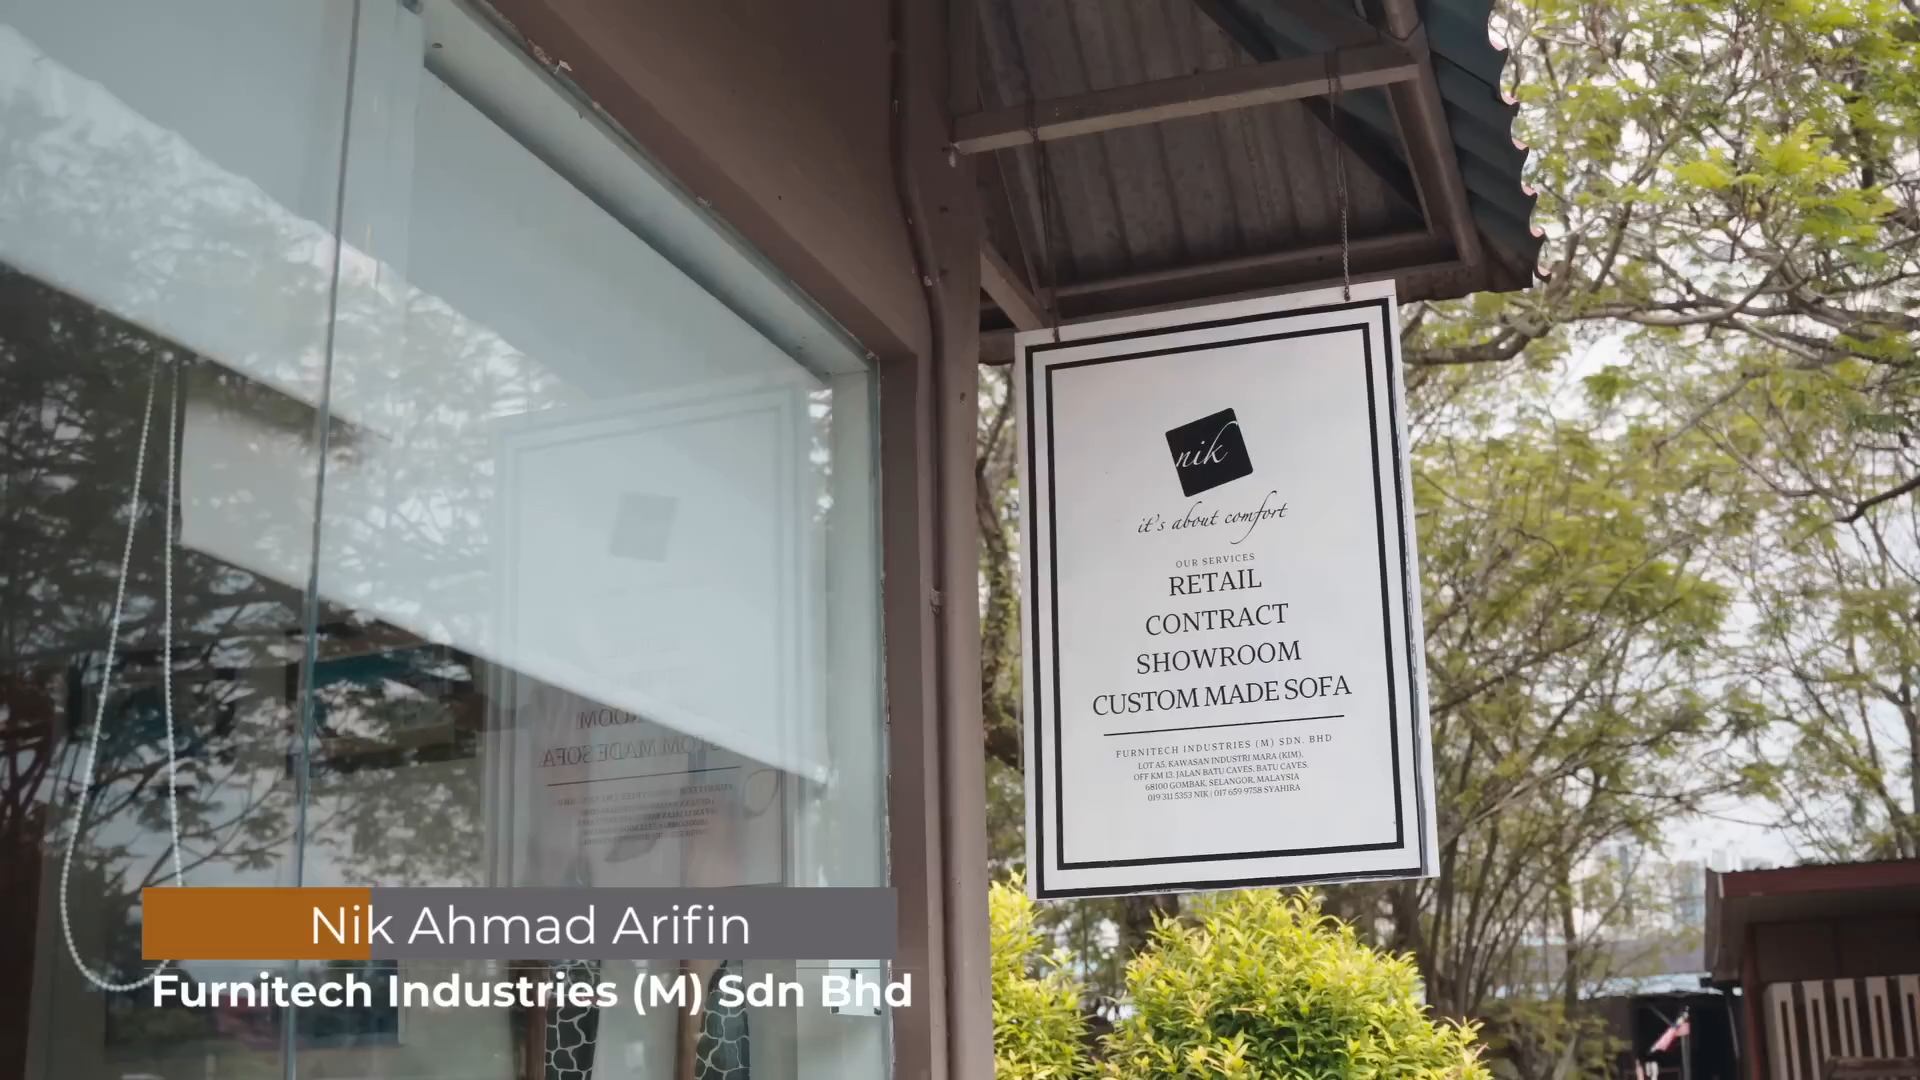 nik
it's about comfort
OUR SERVICES
RETAIL
CONTRACT
SHOWROOM
CUSTOM MADE SOFA
FURNITECH INDUSTRIES (M) SDN. BHD
LOT A5, KAWASAN INDUSTRI MARA (KIM),
OFF KM 13, JALAN BATU CAVES, BATU CAVES,
68100 GOMBAK, SELANGOR, MALAYSIA
019 311 5353 NIK | 017 659 9758 SYAHIRA
Nik Ahmad Arifin
Furnitech Industries (M) Sdn Bhd